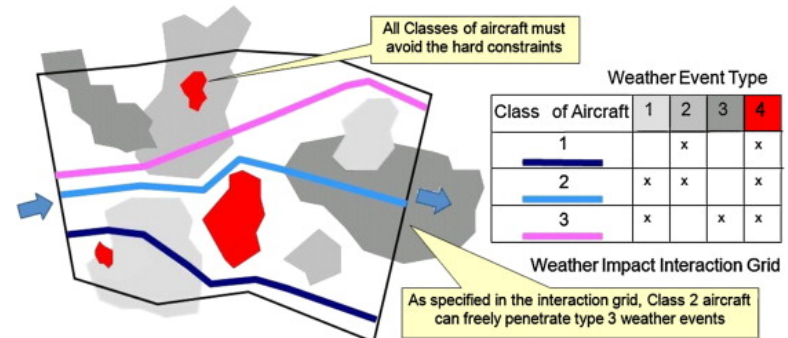 All Classes of aircraft must
avoid the hard constraints
Weather Event Type
Class of Aircraft 1 2 3 4
1 x x
2 x x x
3 x x x
Weather Impact Interaction Grid
As specified in the interaction grid, Class 2 aircraft
can freely penetrate type 3 weather events